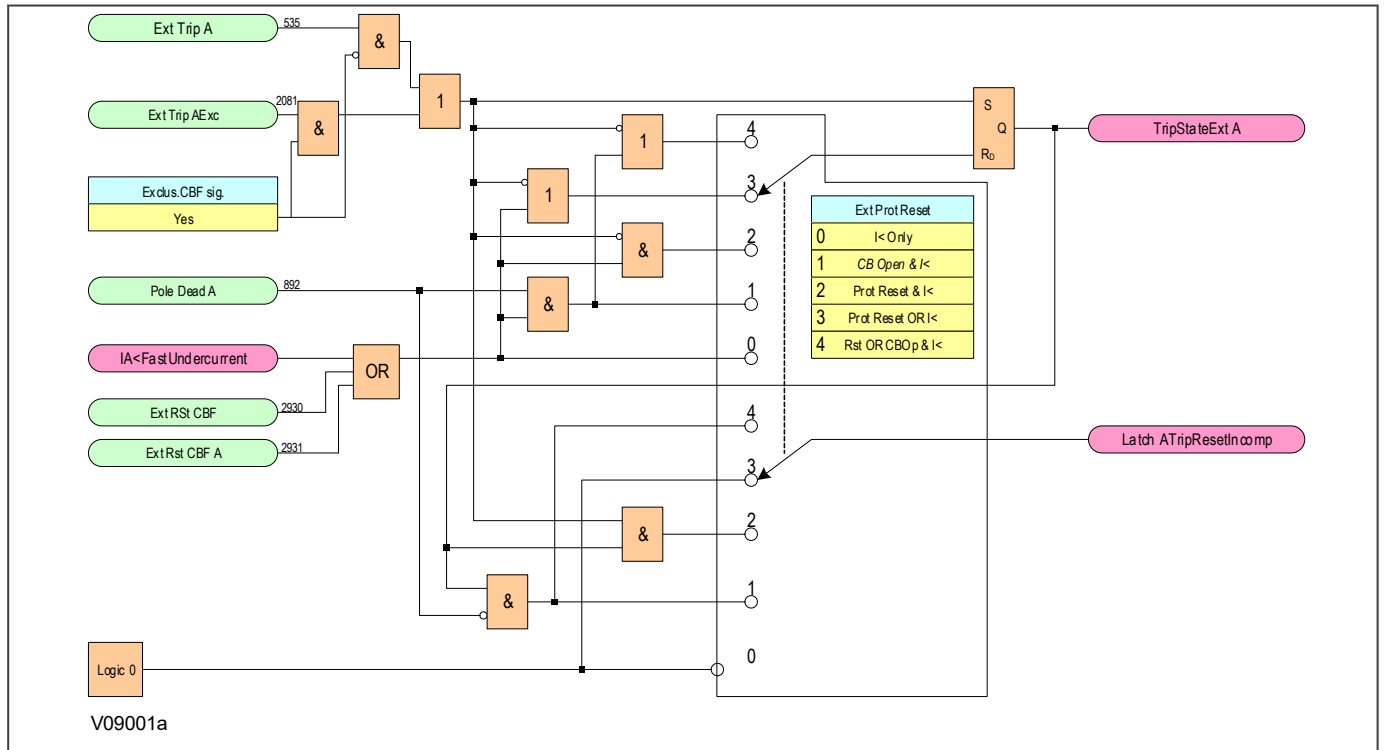 Ext Trip A
535
&
Ext Trip AExc
2081
&
1
S
Q
RD
TripStateExt A
Exclus.CBF sig.
Yes
1
4
1
3
&
2
Ext Prot Reset
0 I< Only
1 CB Open & I<
2 Prot Reset & I<
3 Prot Reset OR I<
4 Rst OR CBOp & I<
Pole Dead A
892
&
1
IA<FastUndercurrent
OR
0
Ext RSt CBF
2930
Ext Rst CBF A
2931
4
Latch ATripResetIncomp
3
&
2
&
1
Logic 0
0
V09001a